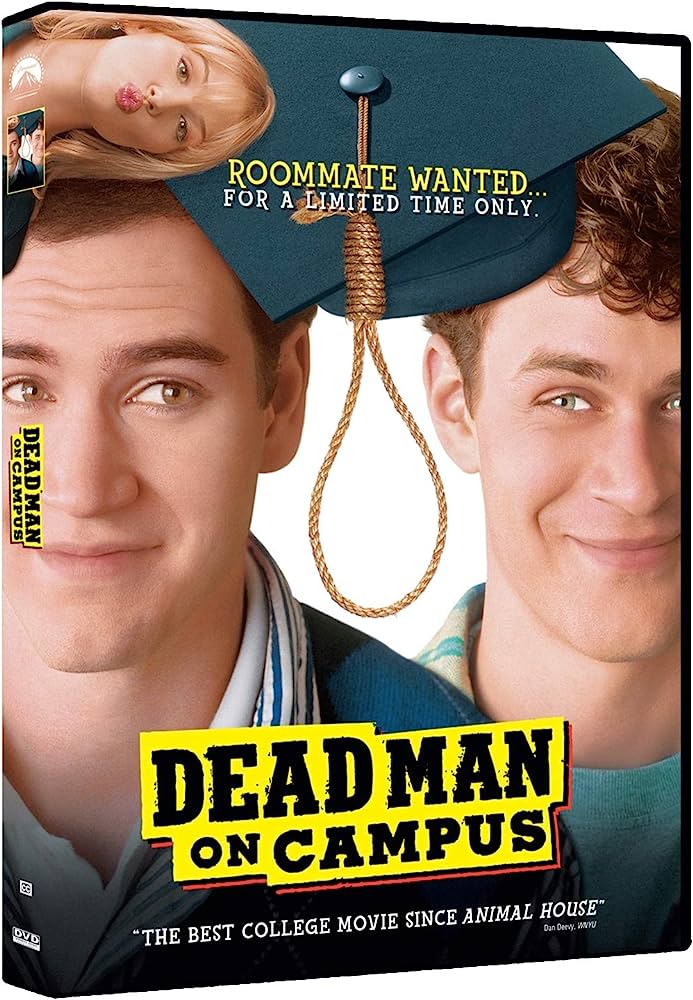 ROOMMATE WANTED...
FOR A LIMITED TIME ONLY.
DEAD MAN
ON CAMPUS
DEAD MAN
ON CAMPUS
"THE BEST COLLEGE MOVIE SINCE ANIMAL HOUSE"
Dan Deevy, WNYU
CC
DVD